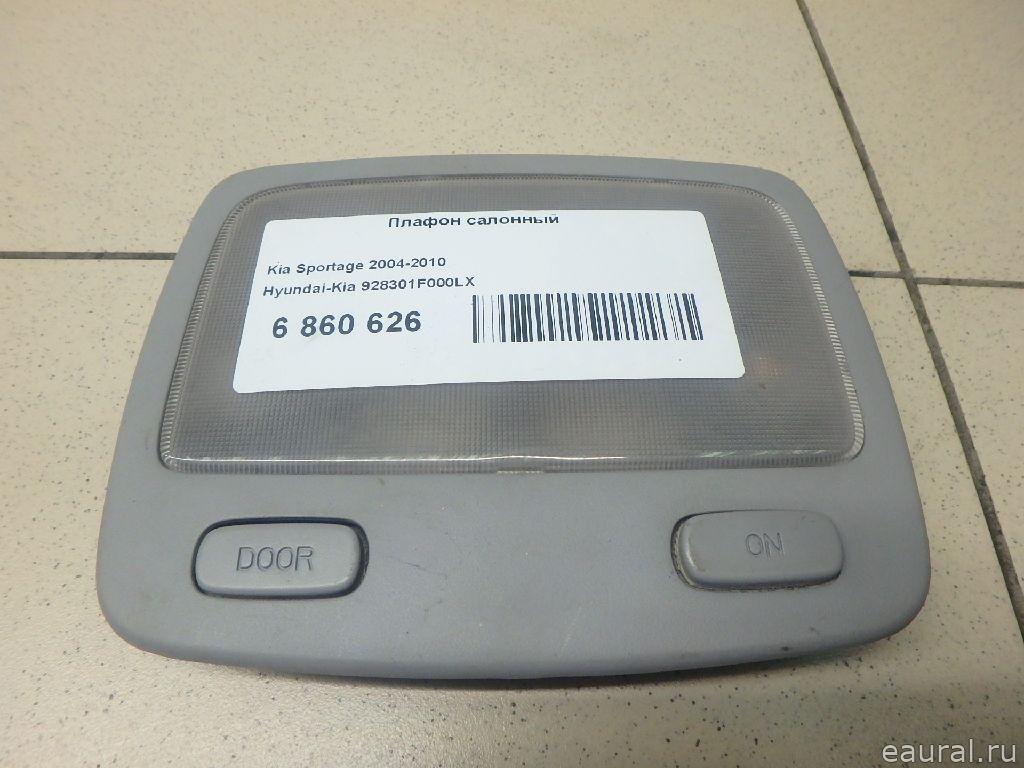 Плафон салонный
Kia Sportage 2004-2010
Hyundai-Kia 928301F000LX
6 860 626
DOOR
ON
eaural.ru